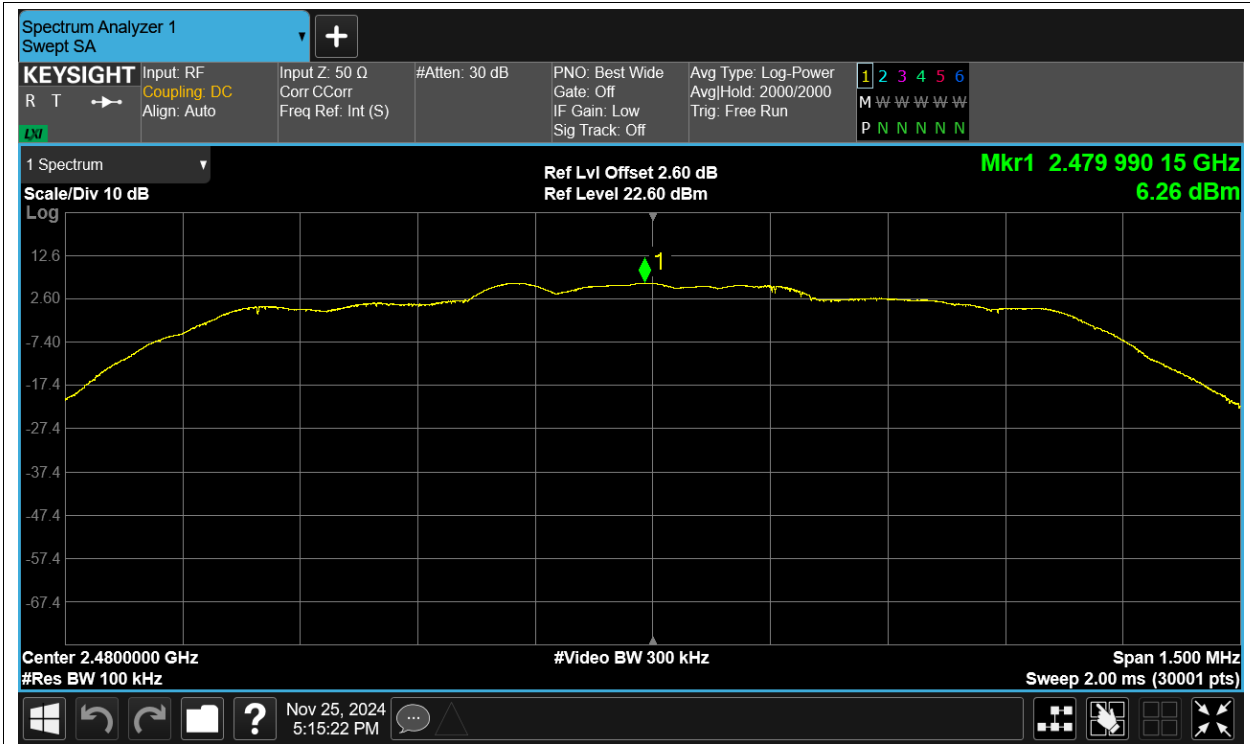 Spectrum Analyzer 1
Swept SA
KEYSIGHT
R T
LXI
Input: RF
Coupling: DC
Align: Auto
Input Z: 50 Ω
Corr CCorr
Freq Ref: Int (S)
#Atten: 30 dB
PNO: Best Wide
Gate: Off
IF Gain: Low
Sig Track: Off
Avg Type: Log-Power
Avg|Hold: 2000/2000
Trig: Free Run
1 2 3 4 5 6
M W W W W W
P N N N N N
1 Spectrum
Scale/Div 10 dB
Log
Ref Lvl Offset 2.60 dB
Ref Level 22.60 dBm
Mkr1 2.479 990 15 GHz
6.26 dBm
12.6
2.60
-7.40
-17.4
-27.4
-37.4
-47.4
-57.4
-67.4
1
Center 2.4800000 GHz
#Res BW 100 kHz
#Video BW 300 kHz
Span 1.500 MHz
Sweep 2.00 ms (30001 pts)
?
Nov 25, 2024
5:15:22 PM